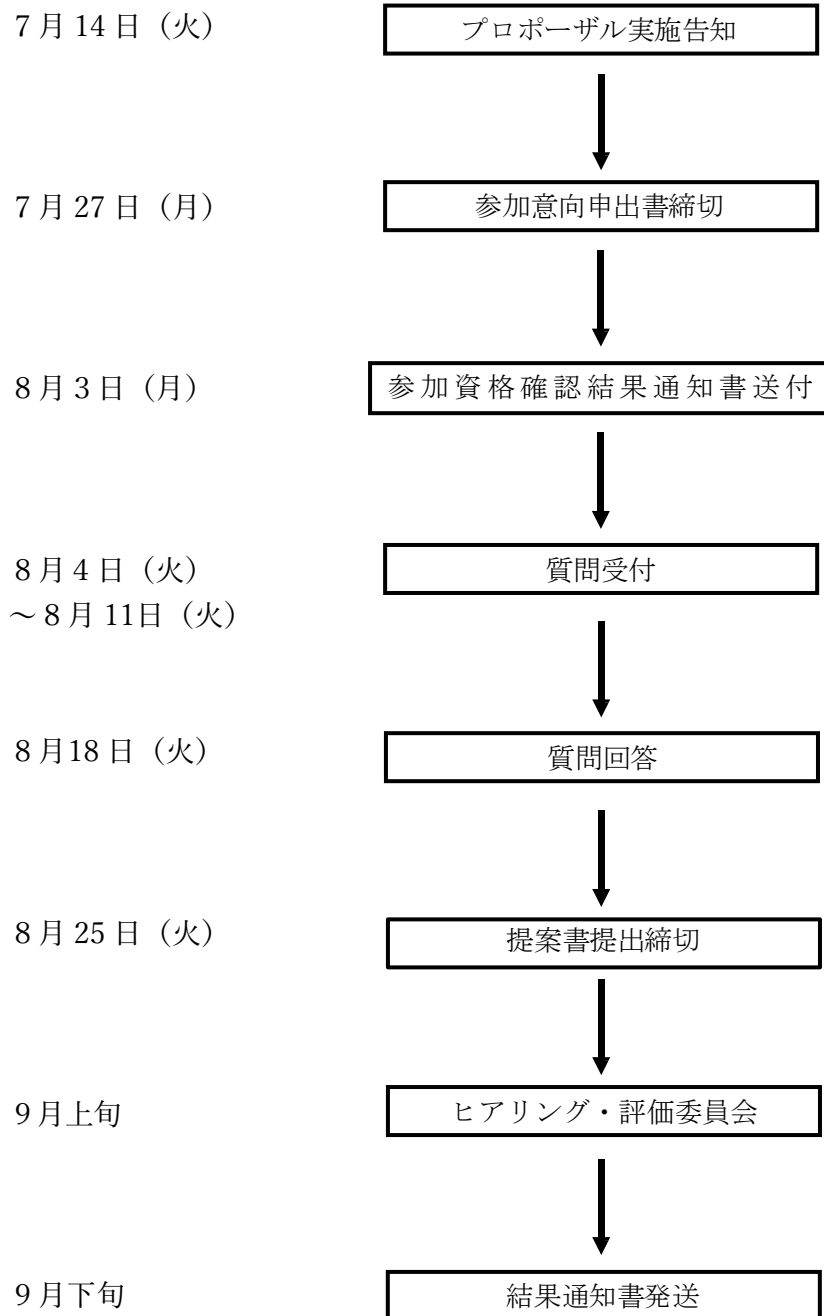 7月14日（火）
プロポーザル実施告知
7月27日（月）
参加意向申出書締切
8月3日（月）
参加資格確認結果通知書送付
8月4日（火）
～8月11日（火）
質問受付
8月18日（火）
質問回答
8月25日（火）
提案書提出締切
9月上旬
ヒアリング・評価委員会
9月下旬
結果通知書発送